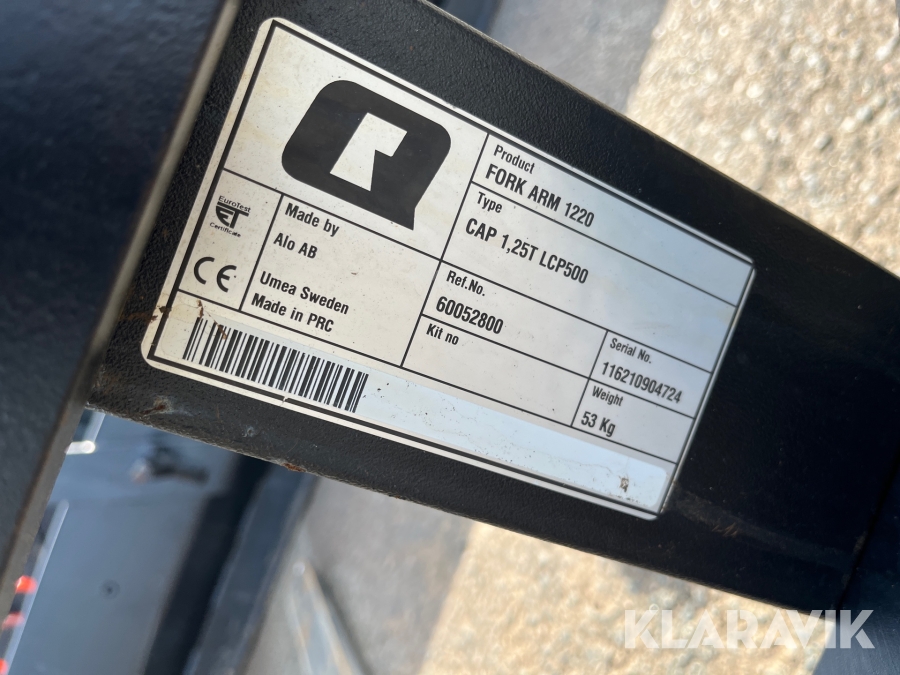 R
Product
FORK ARM 1220
Type
CAP 1,25T LCP500
EuroTest
ET
Certificate
CE
Made by
Alo AB
Umea Sweden
Made in PRC
Ref.No.
60052800
Kit no
Serial No.
116210904724
Weight
53 Kg
KLARAVIK